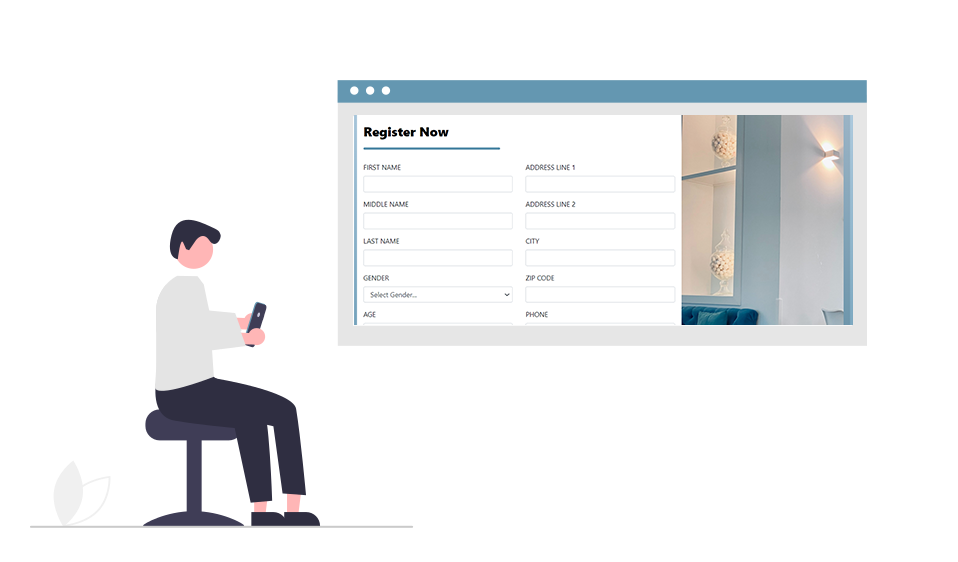 Register Now
FIRST NAME
ADDRESS LINE 1
MIDDLE NAME
ADDRESS LINE 2
LAST NAME
CITY
GENDER
ZIP CODE
Select Gender...
AGE
PHONE